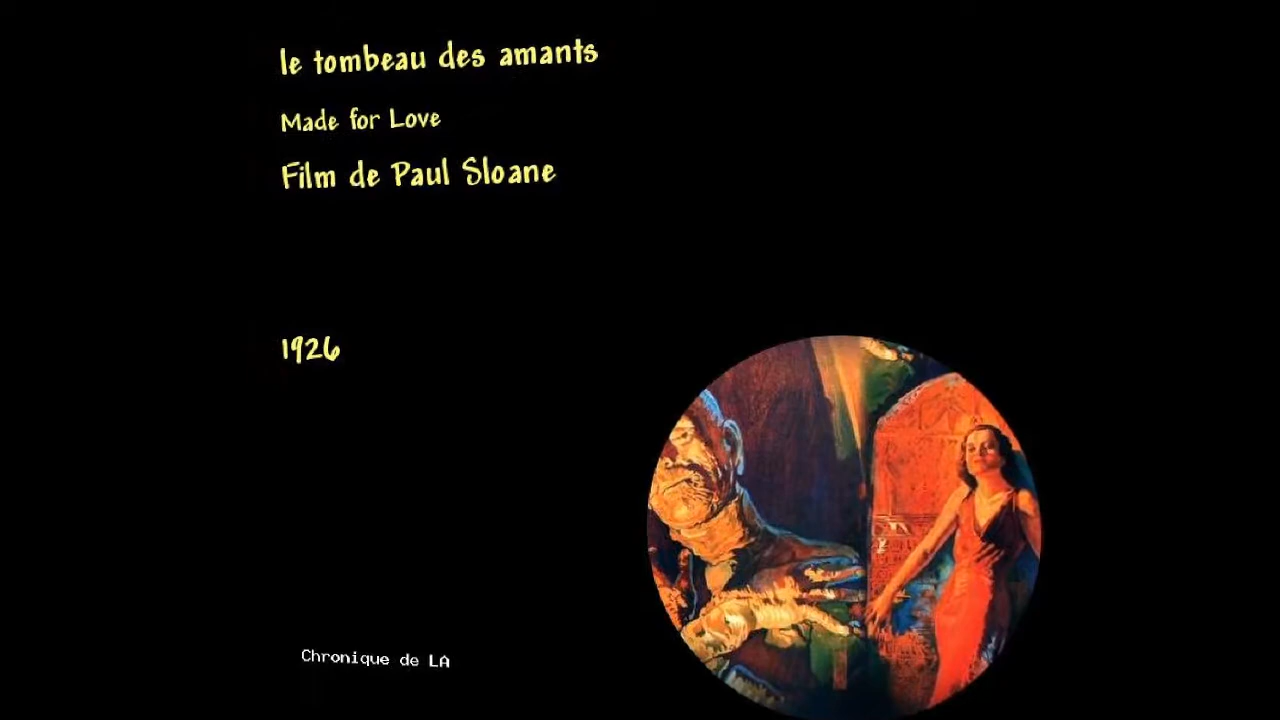 le tombeau des amants
Made for Love
Film de Paul Sloane
1926
Chronique de LA